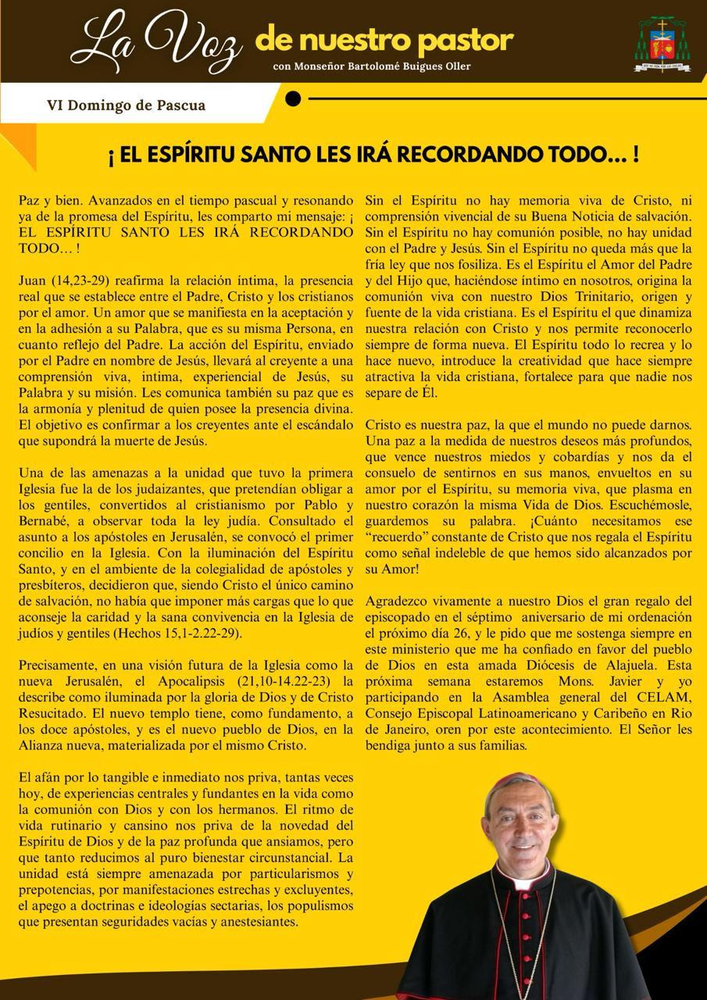 La Voz de nuestro pastor
con Monseñor Bartolomé Buigues Oller
VI Domingo de Pascua
¡ EL ESPÍRITU SANTO LES IRÁ RECORDANDO TODO... !
Paz y bien. Avanzados en el tiempo pascual y resonando
ya de la promesa del Espíritu, les comparto mi mensaje: ¡
EL ESPÍRITU SANTO LES IRÁ RECORDANDO
TODO… !
Juan (14,23-29) reafirma la relación íntima, la presencia
real que se establece entre el Padre, Cristo y los cristianos
por el amor. Un amor que se manifiesta en la aceptación y
en la adhesión a su Palabra, que es su misma Persona, en
cuanto reflejo del Padre. La acción del Espíritu, enviado
por el Padre en nombre de Jesús, llevará al creyente a una
comprensión viva, intima, experiencial de Jesús, su
Palabra y su misión. Les comunica también su paz que es
la armonía y plenitud de quien posee la presencia divina.
El objetivo es confirmar a los creyentes ante el escándalo
que supondrá la muerte de Jesús.
Una de las amenazas a la unidad que tuvo la primera
Iglesia fue la de los judaizantes, que pretendían obligar a
los gentiles, convertidos al cristianismo por Pablo y
Bernabé, a observar toda la ley judía. Consultado el
asunto a los apóstoles en Jerusalén, se convocó el primer
concilio en la Iglesia. Con la iluminación del Espíritu
Santo, y en el ambiente de la colegialidad de apóstoles y
presbíteros, decidieron que, siendo Cristo el único camino
de salvación, no había que imponer más cargas que lo que
aconseje la caridad y la sana convivencia en la Iglesia de
judíos y gentiles (Hechos 15,1-2.22-29).
Precisamente, en una visión futura de la Iglesia como la
nueva Jerusalén, el Apocalipsis (21,10-14.22-23) la
describe como iluminada por la gloria de Dios y de Cristo
Resucitado. El nuevo templo tiene, como fundamento, a
los doce apóstoles, y es el nuevo pueblo de Dios, en la
Alianza nueva, materializada por el mismo Cristo.
El afán por lo tangible e inmediato nos priva, tantas veces
hoy, de experiencias centrales y fundantes en la vida como
la comunión con Dios y con los hermanos. El ritmo de
vida rutinario y cansino nos priva de la novedad del
Espíritu de Dios y de la paz profunda que ansiamos, pero
que tanto reducimos al puro bienestar circunstancial. La
unidad está siempre amenazada por particularismos y
prepotencias, por manifestaciones estrechas y excluyentes,
el apego a doctrinas e ideologías sectarias, los populismos
que presentan seguridades vacías y anestesiantes.
Sin el Espíritu no hay memoria viva de Cristo, ni
comprensión vivencial de su Buena Noticia de salvación.
Sin el Espíritu no hay comunión posible, no hay unidad
con el Padre y Jesús. Sin el Espíritu no queda más que la
fría ley que nos fosiliza. Es el Espíritu el Amor del Padre
y del Hijo que, haciéndose íntimo en nosotros, origina la
comunión viva con nuestro Dios Trinitario, origen y
fuente de la vida cristiana. Es el Espíritu el que dinamiza
nuestra relación con Cristo y nos permite reconocerlo
siempre de forma nueva. El Espíritu todo lo recrea y lo
hace nuevo, introduce la creatividad que hace siempre
atractiva la vida cristiana, fortalece para que nadie nos
separe de Él.
Cristo es nuestra paz, la que el mundo no puede darnos.
Una paz a la medida de nuestros deseos más profundos,
que vence nuestros miedos y cobardías y nos da el
consuelo de sentirnos en sus manos, envueltos en su
amor por el Espíritu, su memoria viva, que plasma en
nuestro corazón la misma Vida de Dios. Escuchémosle,
guardemos su palabra. ¡Cuánto necesitamos ese
“recuerdo” constante de Cristo que nos regala el Espíritu
como señal indeleble de que hemos sido alcanzados por
su Amor!
Agradezco vivamente a nuestro Dios el gran regalo del
episcopado en el séptimo aniversario de mi ordenación
el próximo día 26, y le pido que me sostenga siempre en
este ministerio que me ha confiado en favor del pueblo
de Dios en esta amada Diócesis de Alajuela. Esta
próxima semana estaremos Mons. Javier y yo
participando en la Asamblea general del CELAM,
Consejo Episcopal Latinoamericano y Caribeño en Rio
de Janeiro, oren por este acontecimiento. El Señor les
bendiga junto a sus familias.